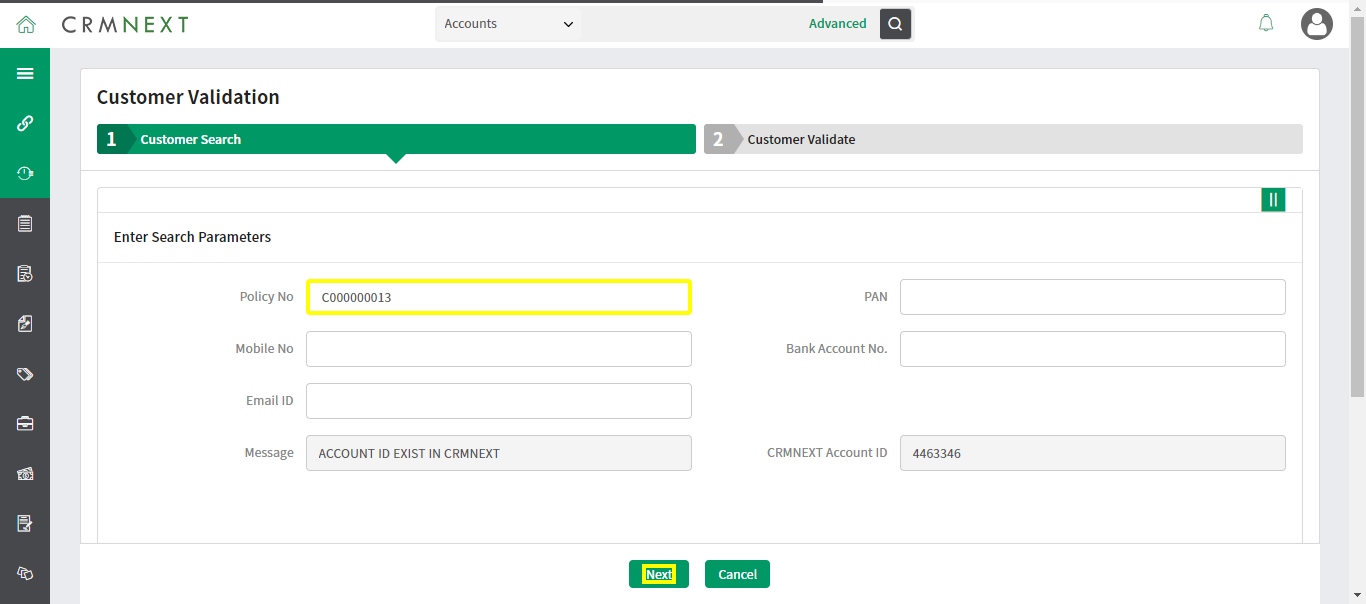 CRMNEXT
Accounts
Advanced
Customer Validation
1 Customer Search
2 Customer Validate
Enter Search Parameters
Policy No C000000013
PAN
Mobile No
Bank Account No.
Email ID
Message ACCOUNT ID EXIST IN CRMNEXT
CRMNEXT Account ID 4463346
Next
Cancel